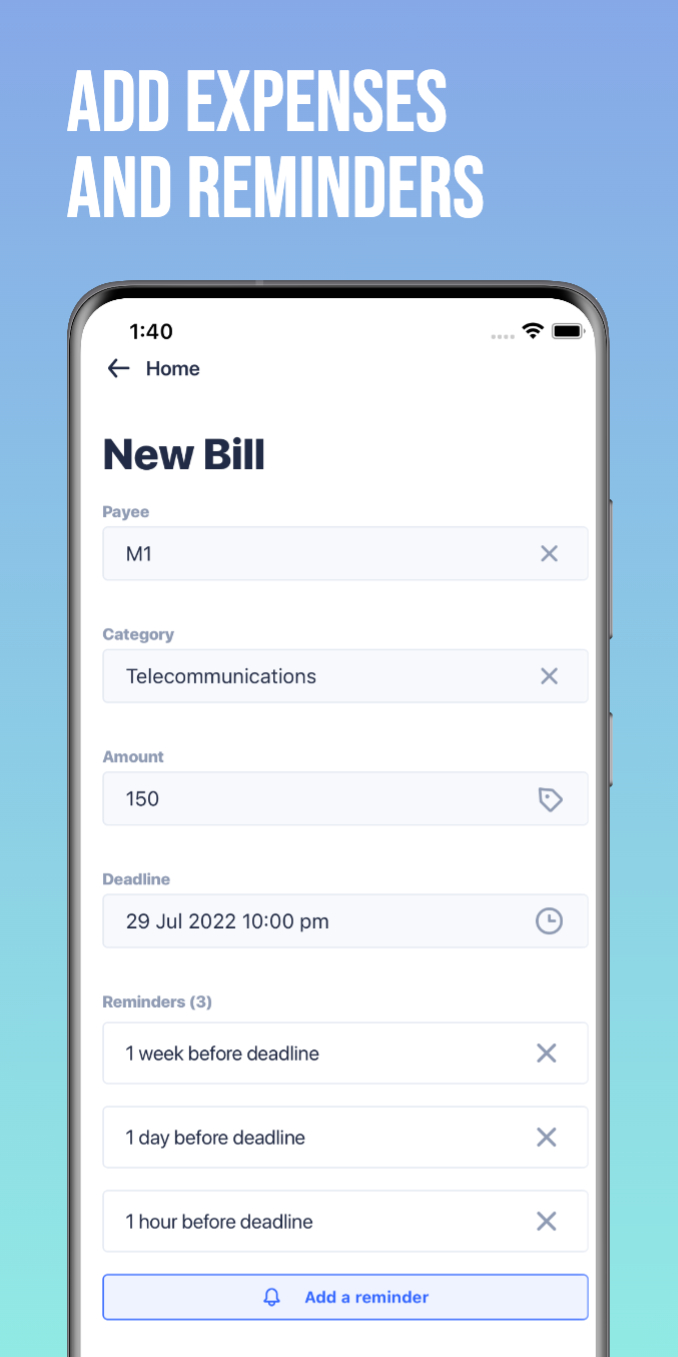 ADD EXPENSES
AND REMINDERS
1:40
Home
New Bill
Payee
M1
Category
Telecommunications
Amount
150
Deadline
29 Jul 2022 10:00 pm
Reminders (3)
1 week before deadline
1 day before deadline
1 hour before deadline
Add a reminder